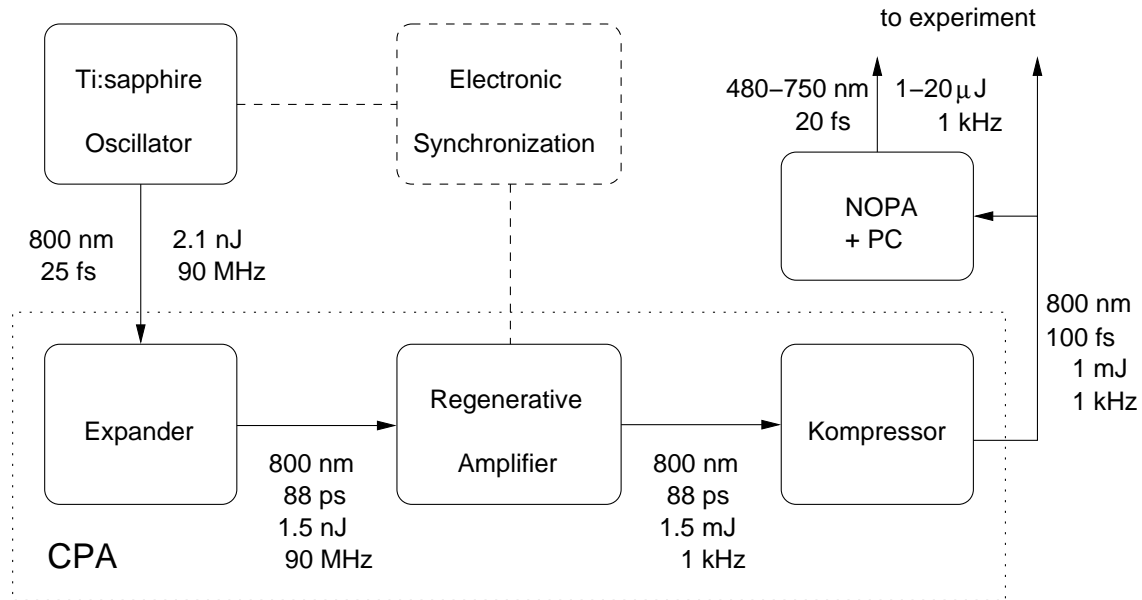 to experiment
Ti:sapphire
Oscillator
Electronic
Synchronization
480−750 nm
20 fs
1−20 μJ
1 kHz
NOPA
+ PC
800 nm
25 fs
2.1 nJ
90 MHz
800 nm
100 fs
1 mJ
1 kHz
Expander
Regenerative
Amplifier
Kompressor
800 nm
88 ps
1.5 nJ
90 MHz
800 nm
88 ps
1.5 mJ
1 kHz
CPA